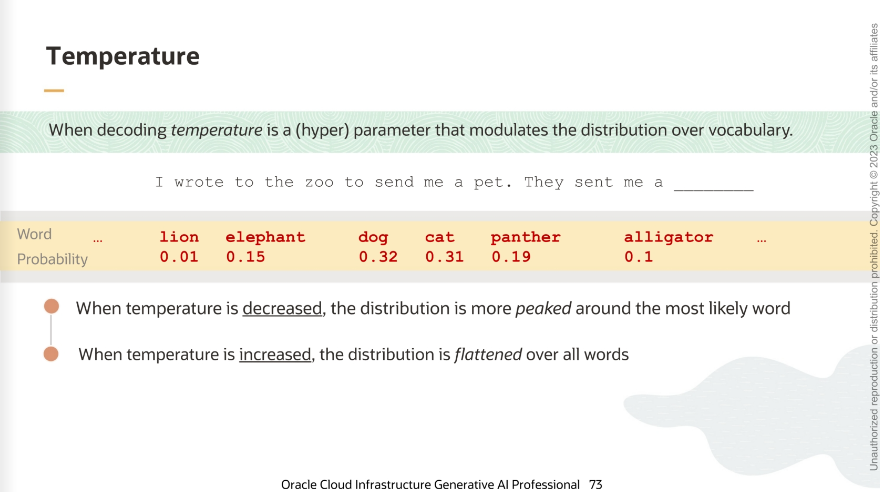 Temperature
When decoding temperature is a (hyper) parameter that modulates the distribution over vocabulary.
I wrote to the zoo to send me a pet. They sent me a ________
Word … lion elephant dog cat panther alligator …
Probability 0.01 0.15 0.32 0.31 0.19 0.1
When temperature is decreased, the distribution is more peaked around the most likely word
When temperature is increased, the distribution is flattened over all words
Oracle Cloud Infrastructure Generative AI Professional 73
Unauthorized reproduction or distribution prohibited. Copyright © 2023 Oracle and/or its affiliates